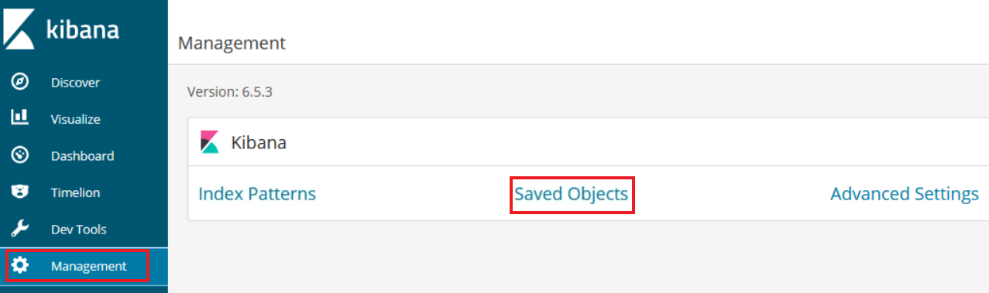 kibana
Discover
Visualize
Dashboard
Timelion
Dev Tools
Management
Management
Version: 6.5.3
Kibana
Index Patterns Saved Objects Advanced Settings